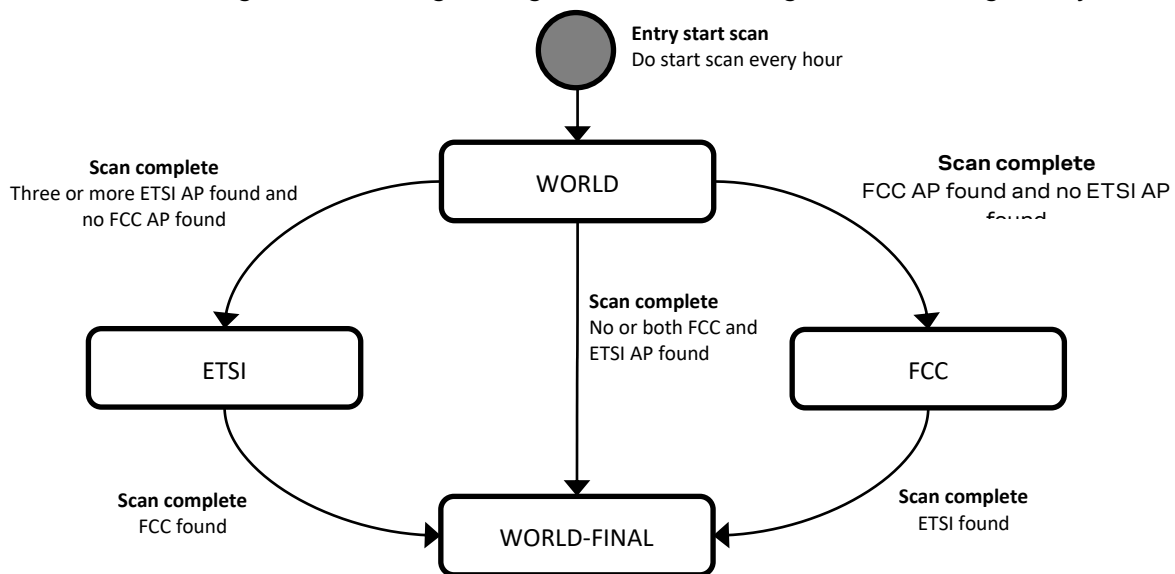 Entry start scan
Do start scan every hour
WORLD
Scan complete
Three or more ETSI AP found and
no FCC AP found
Scan complete
FCC AP found and no ETSI AP
found
Scan complete
No or both FCC and
ETSI AP found
ETSI
FCC
Scan complete
FCC found
Scan complete
ETSI found
WORLD-FINAL